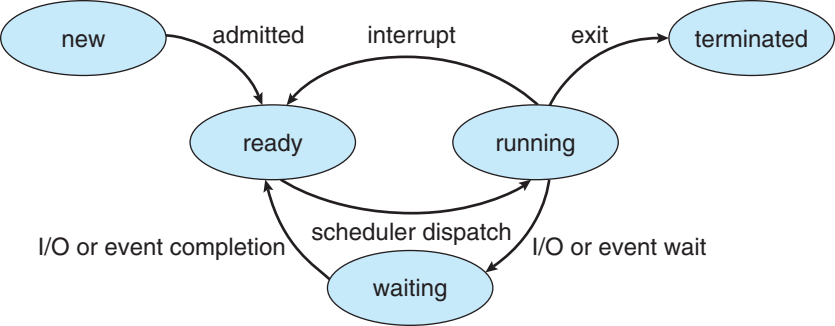 new
admitted
interrupt
exit
terminated
ready
running
I/O or event completion
scheduler dispatch
I/O or event wait
waiting